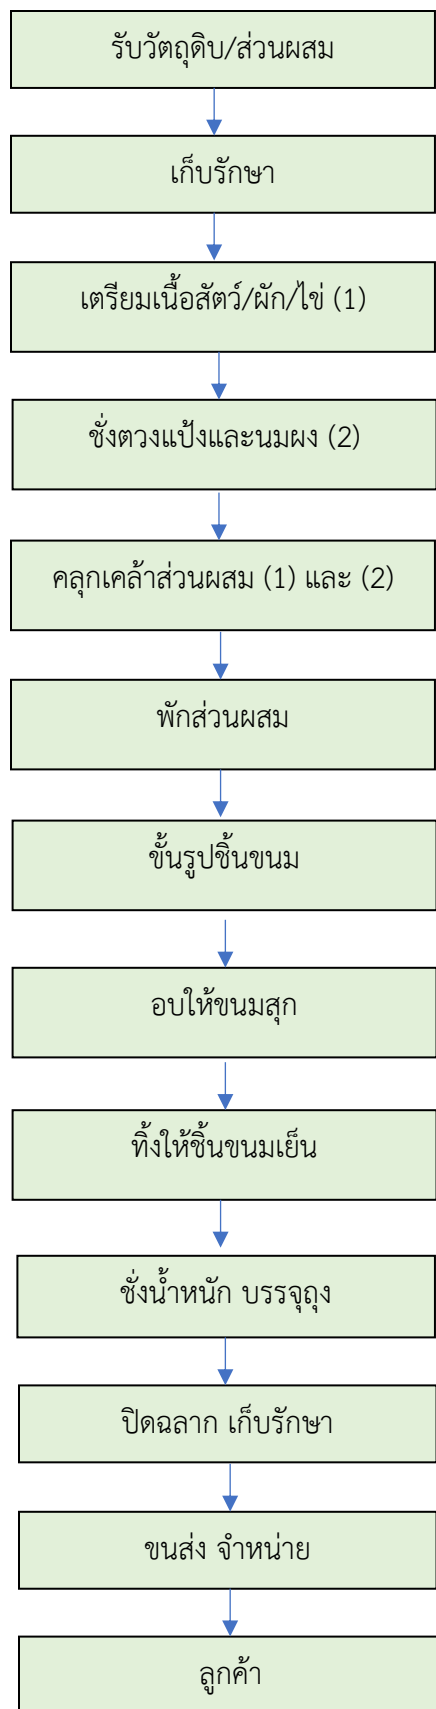 รับวัตถุดิบ/ส่วนผสม
เก็บรักษา
เตรียมเนื้อสัตว์/ผัก/ไข่ (1)
ชั่งตวงแป้งและนมผง (2)
คลุกเคล้าส่วนผสม (1) และ (2)
พักส่วนผสม
ขั้นรูปชิ้นขนม
อบให้ขนมสุก
ทิ้งให้ชิ้นขนมเย็น
ชั่งน้ำหนัก บรรจุถุง
ปิดฉลาก เก็บรักษา
ขนส่ง จำหน่าย
ลูกค้า